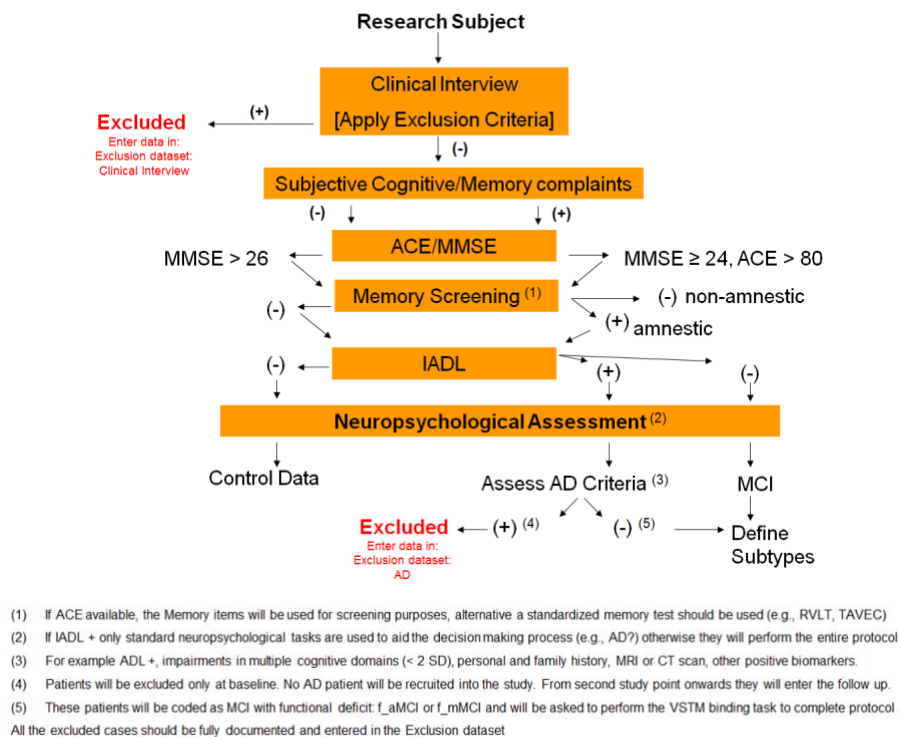 Research Subject
Clinical Interview
[Apply Exclusion Criteria]
(+)
Excluded
Enter data in:
Exclusion dataset:
Clinical Interview
(-)
Subjective Cognitive/Memory complaints
(-)
(+)
ACE/MMSE
MMSE > 26
MMSE ≥ 24, ACE > 80
Memory Screening (1)
(-) non-amnestic
(-)
(+) amnestic
IADL
(-)
(+)
(-)
Neuropsychological Assessment (2)
Control Data
Assess AD Criteria (3)
MCI
Excluded
Enter data in:
Exclusion dataset:
AD
(+) (4)
(-) (5)
Define
Subtypes
(1) If ACE available, the Memory items will be used for screening purposes, alternative a standardized memory test should be used (e.g., RVLT, TAVEC)
(2) If IADL + only standard neuropsychological tasks are used to aid the decision making process (e.g., AD?) otherwise they will perform the entire protocol
(3) For example ADL +, impairments in multiple cognitive domains (< 2 SD), personal and family history, MRI or CT scan, other positive biomarkers.
(4) Patients will be excluded only at baseline. No AD patient will be recruited into the study. From second study point onwards they will enter the follow up.
(5) These patients will be coded as MCI with functional deficit: f_aMCI or f_mMCI and will be asked to perform the VSTM binding task to complete protocol
All the excluded cases should be fully documented and entered in the Exclusion dataset